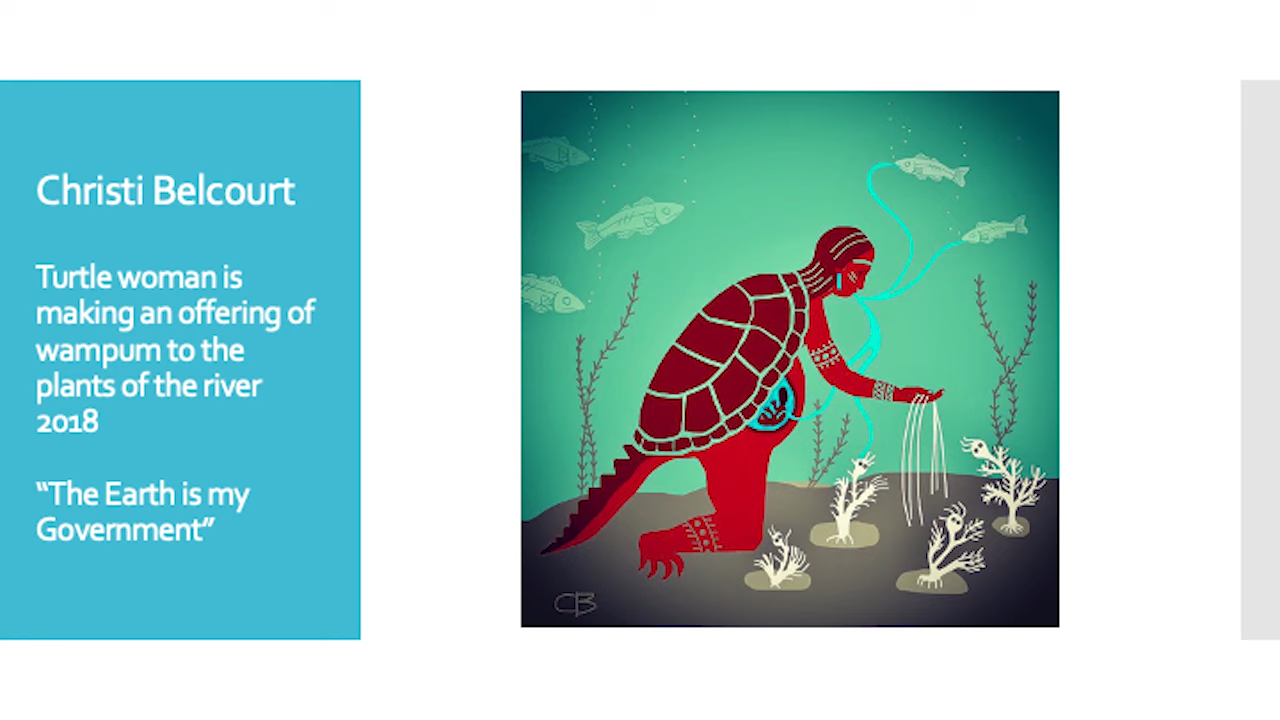 Christi Belcourt
Turtle woman is
making an offering of
wampum to the
plants of the river
2018
“The Earth is my
Government”
CB